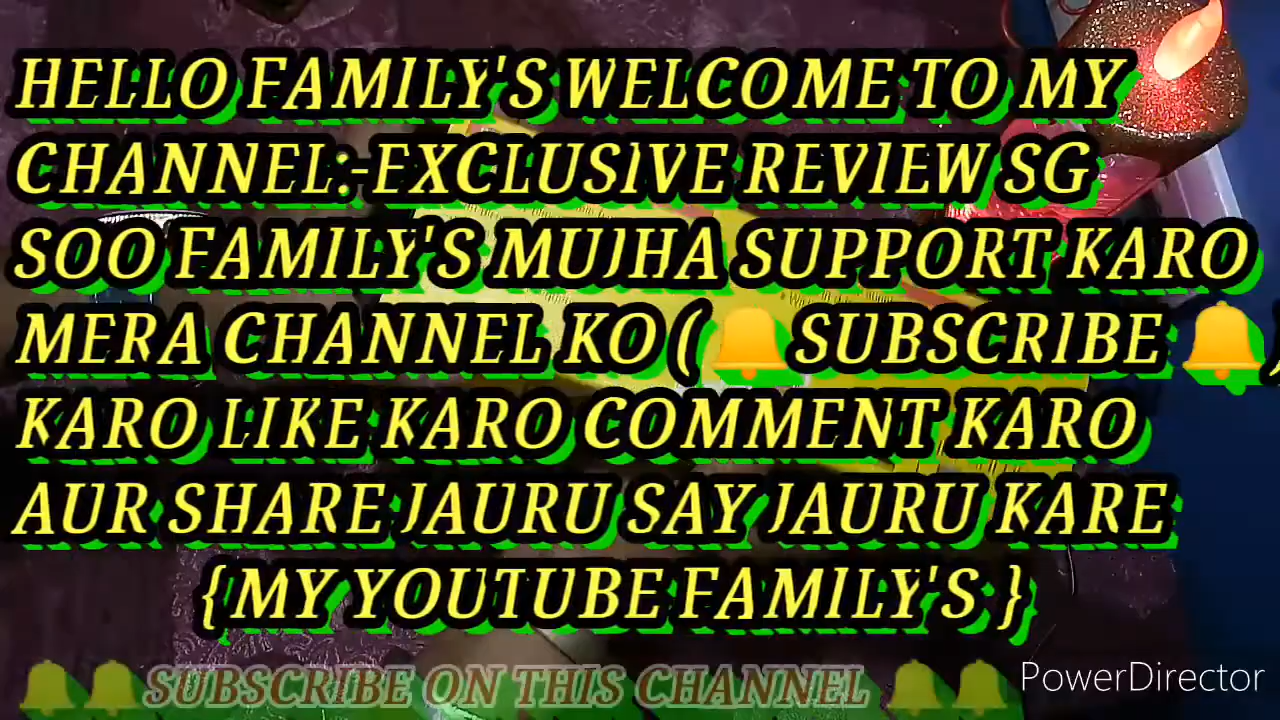 HELLO FAMILY'S WELCOME TO MY
CHANNEL:-EXCLUSIVE REVIEW SG
SOO FAMILY'S MUJHA SUPPORT KARO
MERA CHANNEL KO ( 🔔 SUBSCRIBE 🔔 )
KARO LIKE KARO COMMENT KARO
AUR SHARE JAURU SAY JAURU KARE
{ MY YOUTUBE FAMILY'S }
🔔🔔SUBSCRIBE ON THIS CHANNEL 🔔🔔
PowerDirector